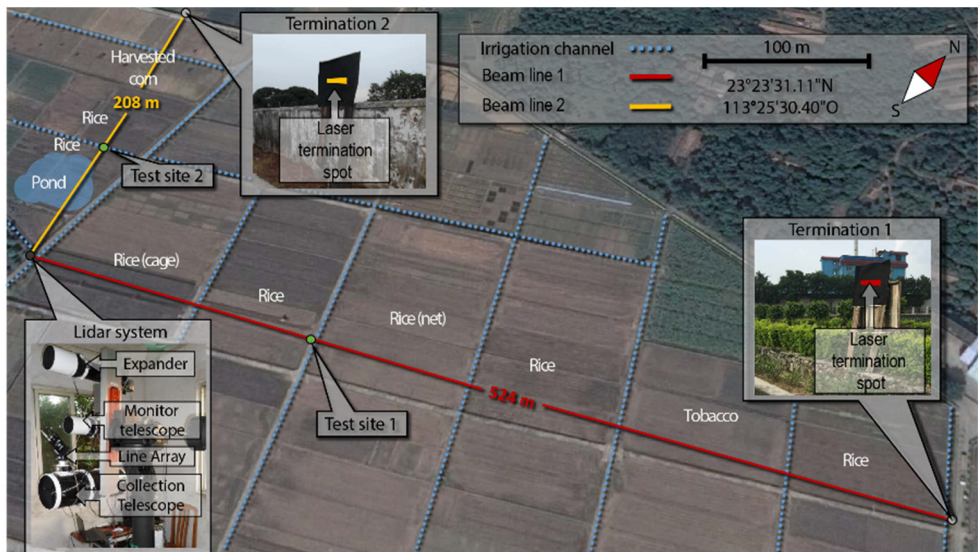 Termination 2
Laser
termination
spot
Irrigation channel
Beam line 1
Beam line 2
100 m
23°23'31.11"N
113°25'30.40"O
N
S
Harvested
corn
208 m
Rice
Rice
Pond
Test site 2
Rice (cage)
Rice
Rice (net)
Rice
524 m
Tobacco
Rice
Test site 1
Termination 1
Laser
termination
spot
Lidar system
Expander
Monitor
telescope
Line Array
Collection
Telescope